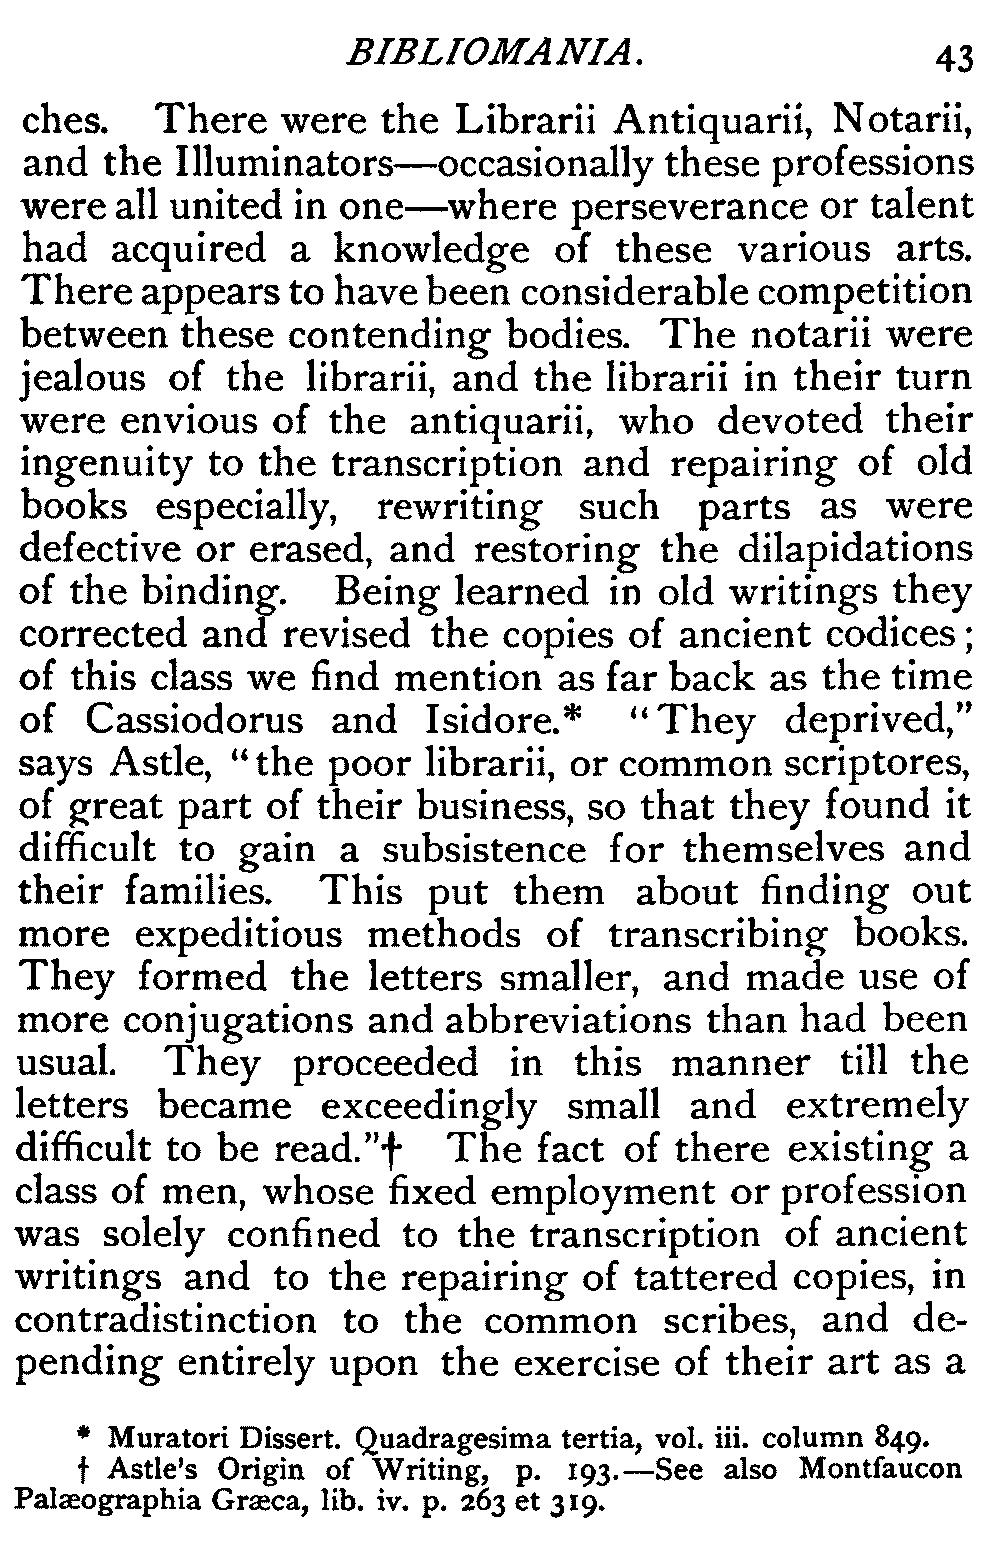 BIBLIOMANIA. 43
ches. There were the Librarii Antiquarii, Notarii,
and the Illuminators—occasionally these professions
were all united in one—where perseverance or talent
had acquired a knowledge of these various arts.
There appears to have been considerable competition
between these contending bodies. The notarii were
jealous of the librarii, and the librarii in their turn
were envious of the antiquarii, who devoted their
ingenuity to the transcription and repairing of old
books especially, rewriting such parts as were
defective or erased, and restoring the dilapidations
of the binding. Being learned in old writings they
corrected and revised the copies of ancient codices;
of this class we find mention as far back as the time
of Cassiodorus and Isidore.* "They deprived,"
says Astle, "the poor librarii, or common scriptores,
of great part of their business, so that they found it
difficult to gain a subsistence for themselves and
their families. This put them about finding out
more expeditious methods of transcribing books.
They formed the letters smaller, and made use of
more conjugations and abbreviations than had been
usual. They proceeded in this manner till the
letters became exceedingly small and extremely
difficult to be read."† The fact of there existing a
class of men, whose fixed employment or profession
was solely confined to the transcription of ancient
writings and to the repairing of tattered copies, in
contradistinction to the common scribes, and de-
pending entirely upon the exercise of their art as a
* Muratori Dissert. Quadragesima tertia, vol. iii. column 849.
† Astle's Origin of Writing, p. 193.—See also Montfaucon
Palæographia Græca, lib. iv. p. 263 et 319.